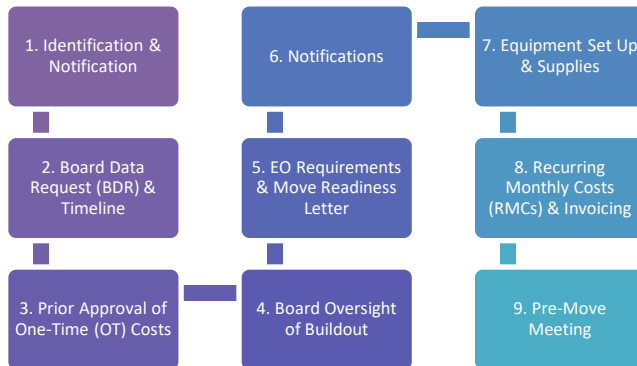 1. Identification &
Notification
2. Board Data
Request (BDR) &
Timeline
3. Prior Approval of
One-Time (OT) Costs
4. Board Oversight
of Buildout
5. EO Requirements
& Move Readiness
Letter
6. Notifications
7. Equipment Set Up
& Supplies
8. Recurring
Monthly Costs
(RMCs) & Invoicing
9. Pre-Move
Meeting